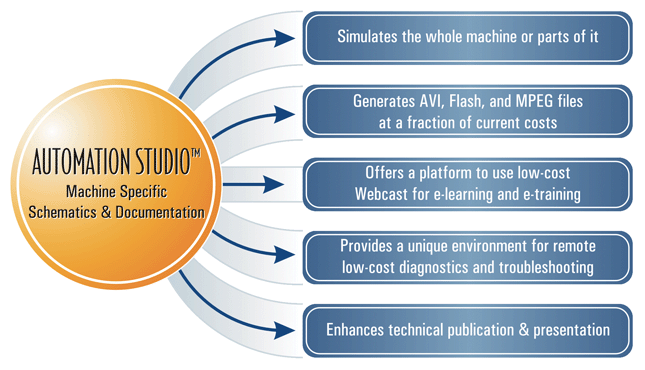 AUTOMATION STUDIO™
Machine Specific
Schematics & Documentation
Simulates the whole machine or parts of it
Generates AVI, Flash, and MPEG files
at a fraction of current costs
Offers a platform to use low-cost
Webcast for e-learning and e-training
Provides a unique environment for remote
low-cost diagnostics and troubleshooting
Enhances technical publication & presentation